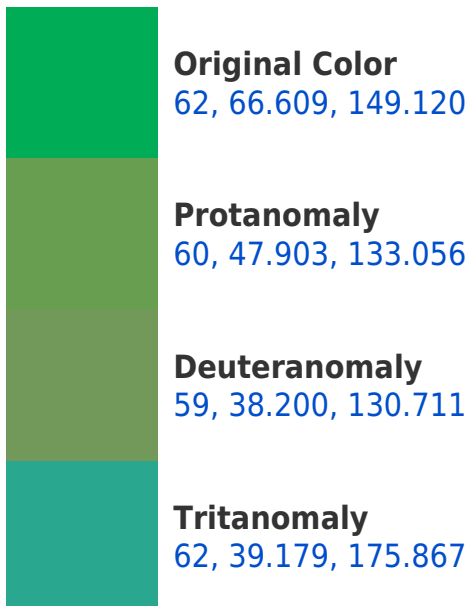 Original Color
62, 66.609, 149.120
Protanomaly
60, 47.903, 133.056
Deuteranomaly
59, 38.200, 130.711
Tritanomaly
62, 39.179, 175.867